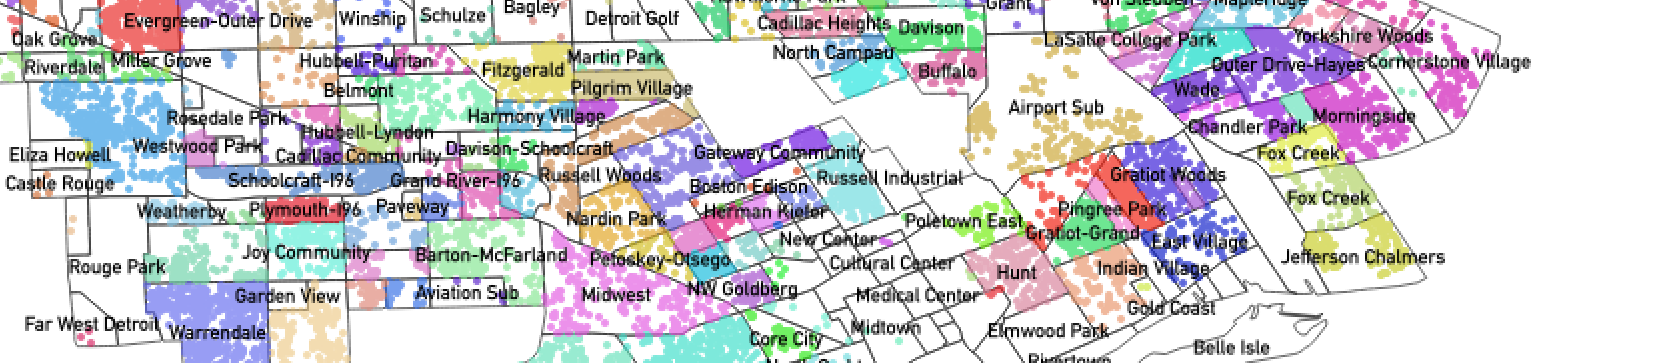 Grant
Von Steuben
Mapleridge
Bagley
Evergreen-Outer Drive
Winship
Schulze
Detroit Golf
Cadillac Heights
Davison
Oak Grove
LaSalle College Park
Yorkshire Woods
Riverdale
Miller Grove
Hubbell-Puritan
Fitzgerald
Martin Park
North Campau
Buffalo
Outer Drive-Hayes
Cornerstone Village
Belmont
Pilgrim Village
Wade
Airport Sub
Rosedale Park
Hubbell-Lyndon
Harmony Village
Chandler Park
Morningside
Eliza Howell
Westwood Park
Cadillac Community
Davison-Schoolcraft
Gateway Community
Fox Creek
Castle Rouge
Schoolcraft-I96
Grand River-I96
Russell Woods
Boston Edison
Russell Industrial
Gratiot Woods
Weatherby
Plymouth-I96
Paveway
Nardin Park
Herman Kiefer
Poletown East
Pingree Park
Fox Creek
Joy Community
Barton-McFarland
Petoskey-Otsego
New Center
Gratiot-Grand
East Village
Rouge Park
Cultural Center
Hunt
Indian Village
Jefferson Chalmers
Garden View
Aviation Sub
Midwest
NW Goldberg
Medical Center
Gold Coast
Far West Detroit
Warrendale
Core City
Midtown
Elmwood Park
Belle Isle
Rivertown